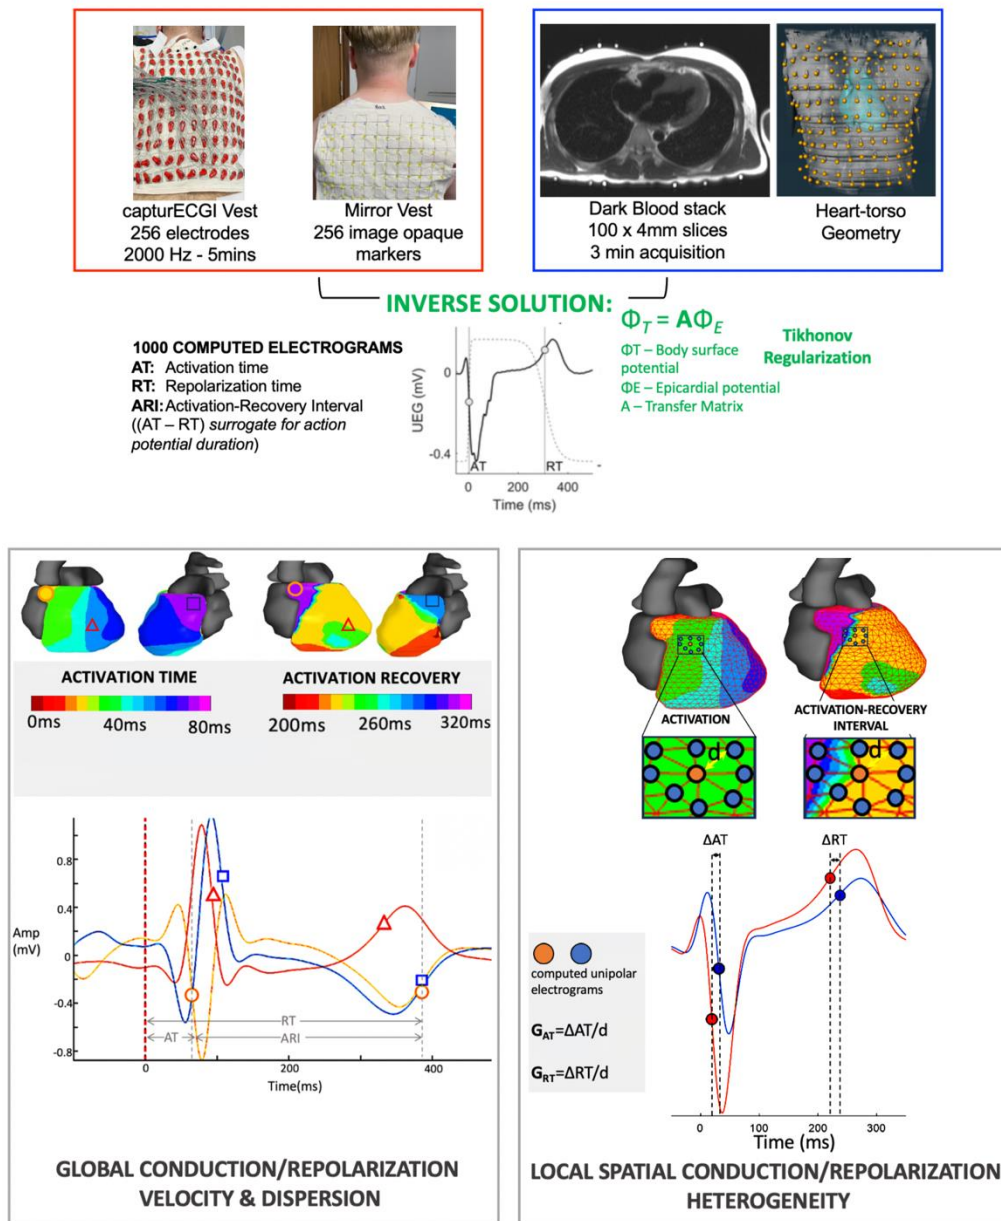 capturECGI Vest
256 electrodes
2000 Hz - 5mins
Back
Mirror Vest
256 image opaque
markers
Dark Blood stack
100 x 4mm slices
3 min acquisition
Heart-torso
Geometry
INVERSE SOLUTION:
1000 COMPUTED ELECTROGRAMS
AT: Activation time
RT: Repolarization time
ARI: Activation-Recovery Interval
((AT – RT) surrogate for action
potential duration)
UEG (mV)
0
-0.4
AT
RT
0
200
400
Time (ms)
Φ_T = AΦ_E
ΦT – Body surface
potential
ΦE – Epicardial potential
A – Transfer Matrix
Tikhonov
Regularization
ACTIVATION TIME
0ms 40ms 80ms
ACTIVATION RECOVERY
200ms 260ms 320ms
Amp
(mV)
0.8
0.4
0
-0.4
-0.8
RT
AT
ARI
0
200
400
Time(ms)
GLOBAL CONDUCTION/REPOLARIZATION
VELOCITY & DISPERSION
ACTIVATION
ACTIVATION-RECOVERY
INTERVAL
d
d
ΔAT
ΔRT
computed unipolar
electrograms
G_AT=ΔAT/d
G_RT=ΔRT/d
0
100
200
300
Time (ms)
LOCAL SPATIAL CONDUCTION/REPOLARIZATION
HETEROGENEITY